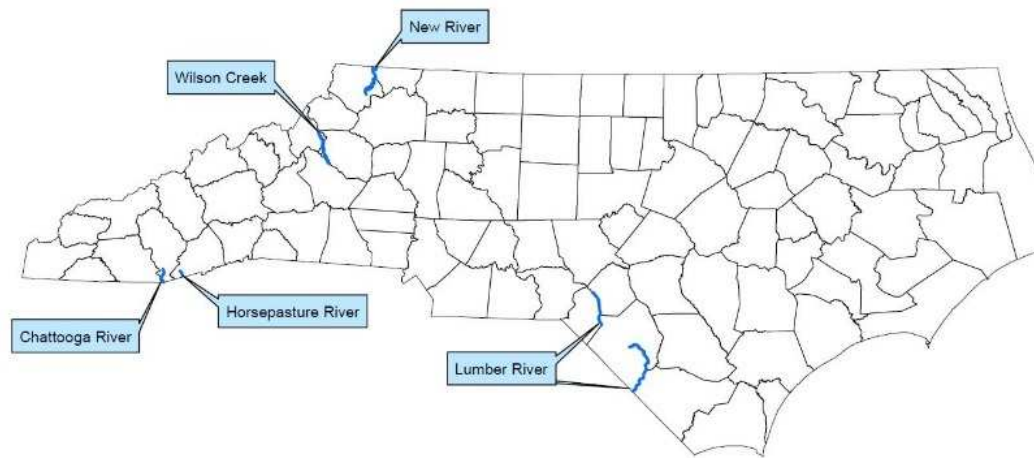 New River
Wilson Creek
Horsepasture River
Chattooga River
Lumber River